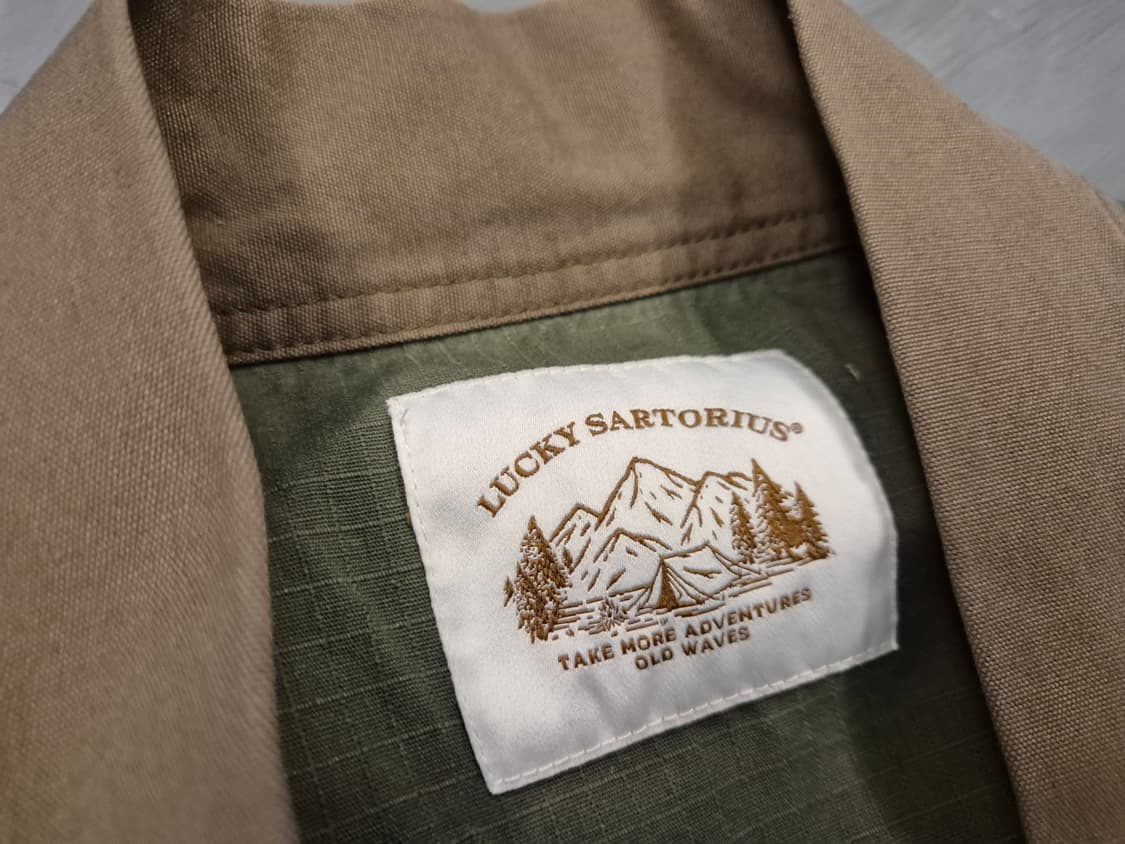 LUCKY SARTORIUS®
TAKE MORE ADVENTURES
OLD WAVES